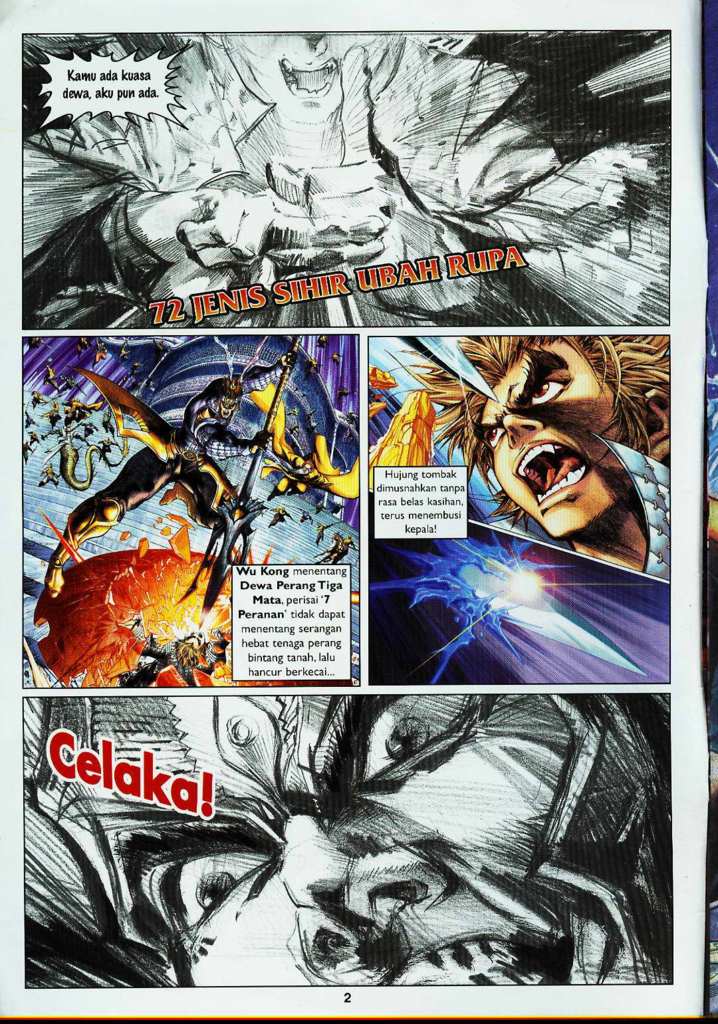 Kamu ada kuasa
dewa, aku pun ada.
72 JENIS SIHIR UBAH RUPA
Wu Kong menentang
Dewa Perang Tiga
Mata, perisai '7
Peranan' tidak dapat
menentang serangan
hebat tenaga perang
bintang tanah, lalu
hancur berkecai...
Hujung tombak
dimusnahkan tanpa
rasa belas kasihan,
terus menembusi
kepala!
Celaka!
2